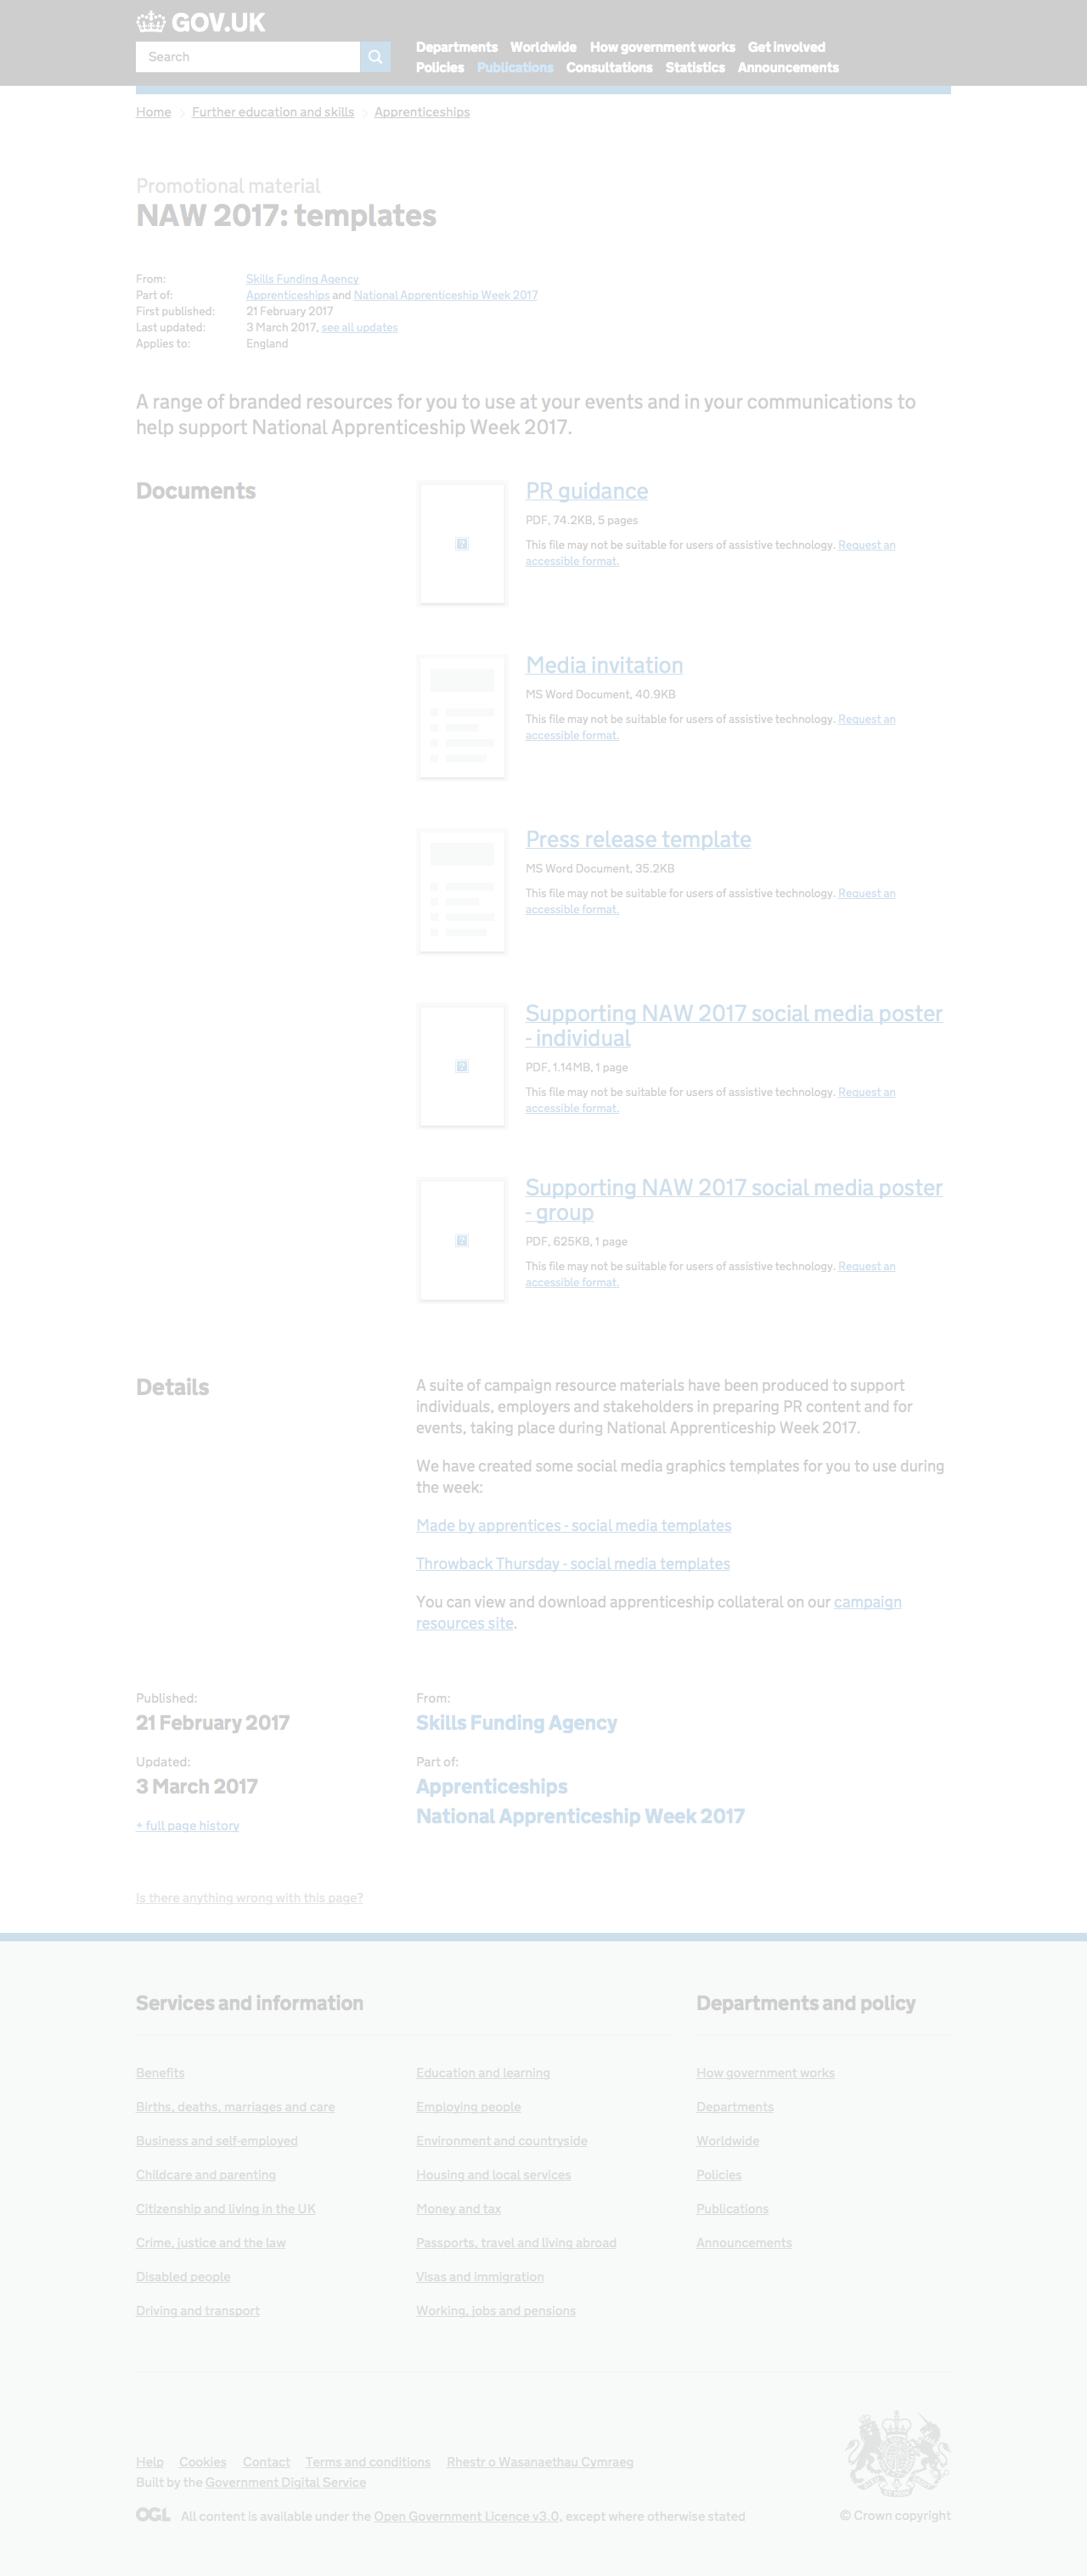 GOV.UK
Search
Departments Worldwide How government works Get involved
Policies Publications Consultations Statistics Announcements
Home Further education and skills Apprenticeships
Promotional material
NAW 2017: templates
From: Skills Funding Agency
Part of: Apprenticeships and National Apprenticeship Week 2017
First published: 21 February 2017
Last updated: 3 March 2017, see all updates
Applies to: England
A range of branded resources for you to use at your events and in your communications to
help support National Apprenticeship Week 2017.
Documents
PR guidance
PDF, 74.2KB, 5 pages
This file may not be suitable for users of assistive technology. Request an
accessible format.
Media invitation
MS Word Document, 40.9KB
This file may not be suitable for users of assistive technology. Request an
accessible format.
Press release template
MS Word Document, 35.2KB
This file may not be suitable for users of assistive technology. Request an
accessible format.
Supporting NAW 2017 social media poster
- individual
PDF, 1.14MB, 1 page
This file may not be suitable for users of assistive technology. Request an
accessible format.
Supporting NAW 2017 social media poster
- group
PDF, 625KB, 1 page
This file may not be suitable for users of assistive technology. Request an
accessible format.
Details
A suite of campaign resource materials have been produced to support
individuals, employers and stakeholders in preparing PR content and for
events, taking place during National Apprenticeship Week 2017.
We have created some social media graphics templates for you to use during
the week:
Made by apprentices - social media templates
Throwback Thursday - social media templates
You can view and download apprenticeship collateral on our campaign
resources site.
Published:
21 February 2017
Updated:
3 March 2017
+ full page history
From:
Skills Funding Agency
Part of:
Apprenticeships
National Apprenticeship Week 2017
Is there anything wrong with this page?
Services and information
Benefits
Births, deaths, marriages and care
Business and self-employed
Childcare and parenting
Citizenship and living in the UK
Crime, justice and the law
Disabled people
Driving and transport
Education and learning
Employing people
Environment and countryside
Housing and local services
Money and tax
Passports, travel and living abroad
Visas and immigration
Working, jobs and pensions
Departments and policy
How government works
Departments
Worldwide
Policies
Publications
Announcements
Help Cookies Contact Terms and conditions Rhestr o Wasanaethau Cymraeg
Built by the Government Digital Service
OGL All content is available under the Open Government Licence v3.0, except where otherwise stated
© Crown copyright